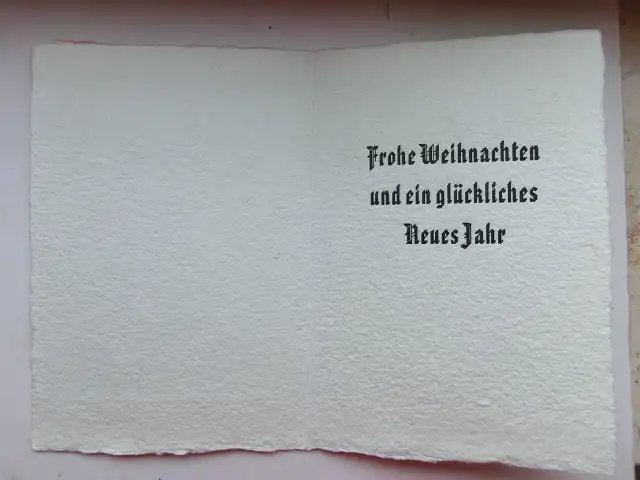 Frohe Weihnachten
und ein glückliches
Neues Jahr